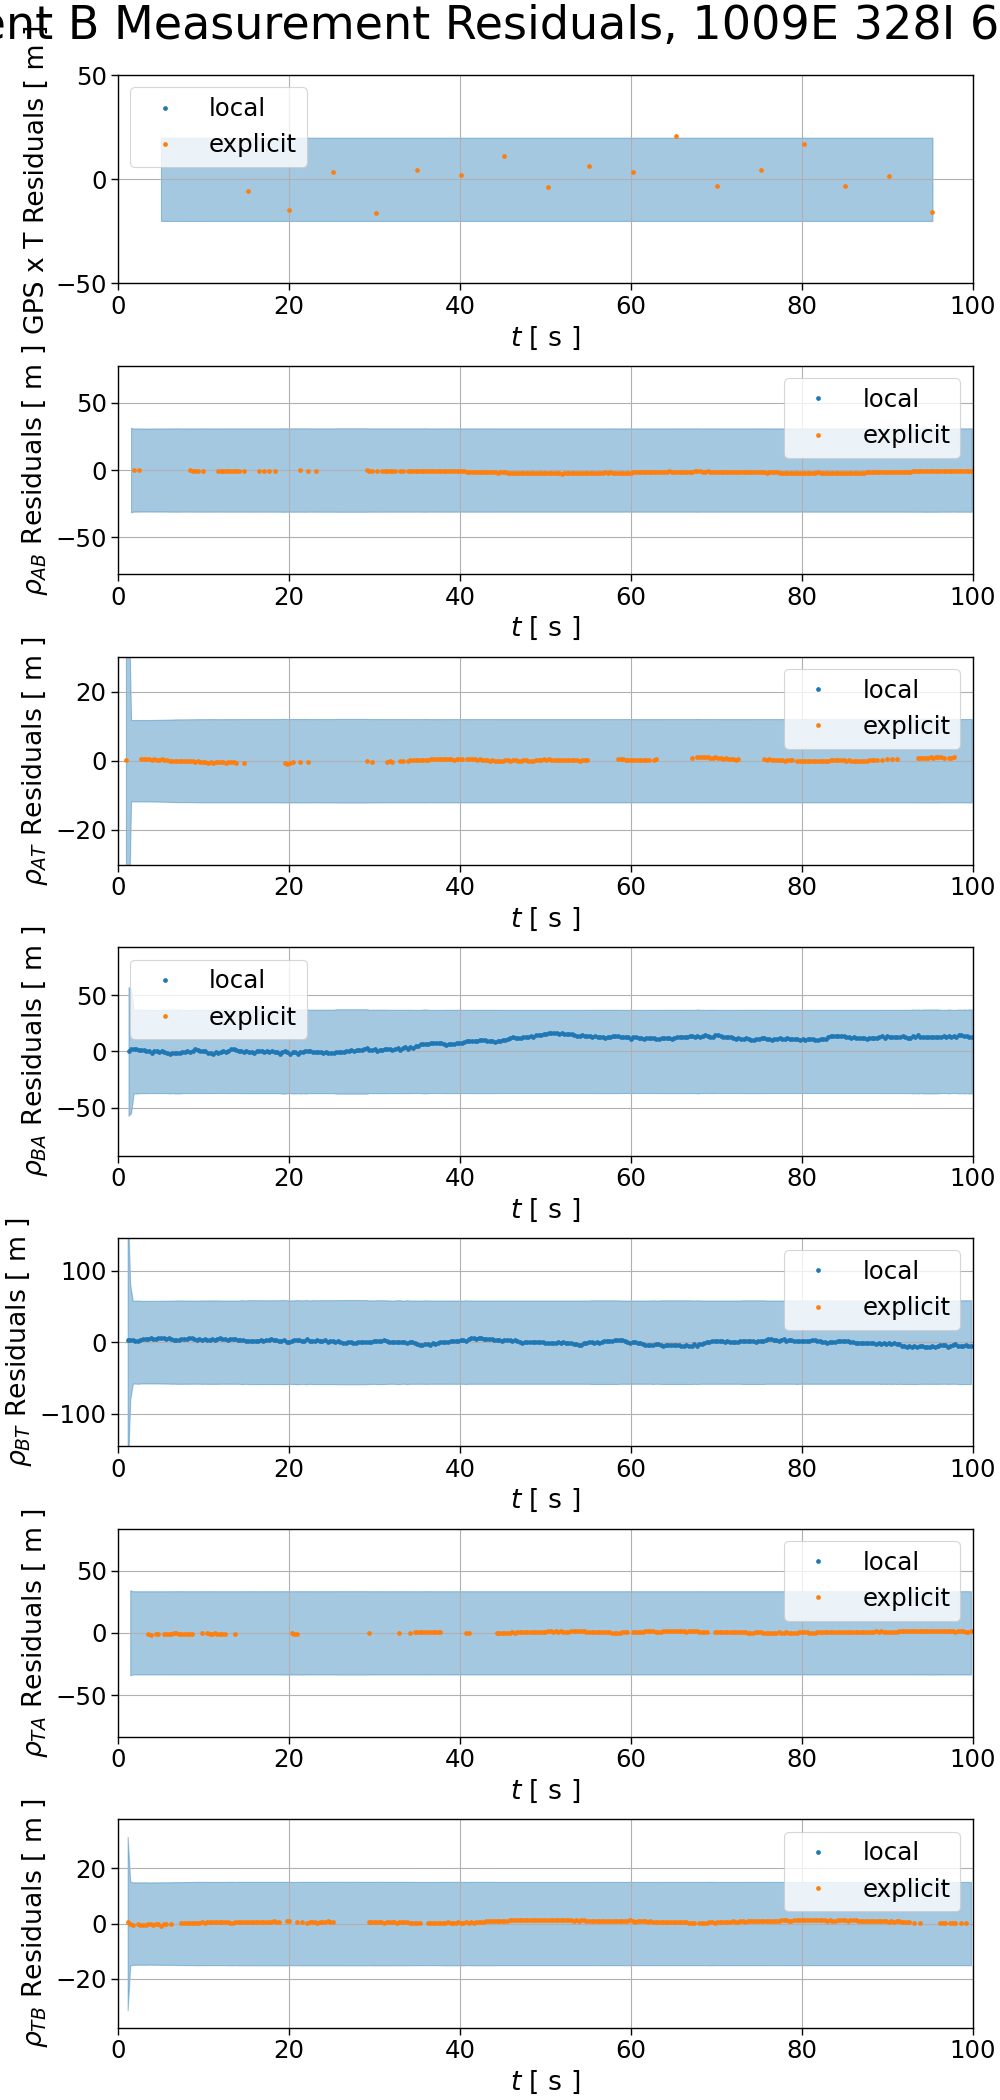 ent B Measurement Residuals, 1009E 328I 6
GPS x T Residuals [ m ]
50
0
−50
local
explicit
0 20 40 60 80 100
t [ s ]
ρAB Residuals [ m ]
50
0
−50
local
explicit
0 20 40 60 80 100
t [ s ]
ρAT Residuals [ m ]
20
0
−20
local
explicit
0 20 40 60 80 100
t [ s ]
ρBA Residuals [ m ]
50
0
−50
local
explicit
0 20 40 60 80 100
t [ s ]
ρBT Residuals [ m ]
100
0
−100
local
explicit
0 20 40 60 80 100
t [ s ]
ρTA Residuals [ m ]
50
0
−50
local
explicit
0 20 40 60 80 100
t [ s ]
ρTB Residuals [ m ]
20
0
−20
local
explicit
0 20 40 60 80 100
t [ s ]